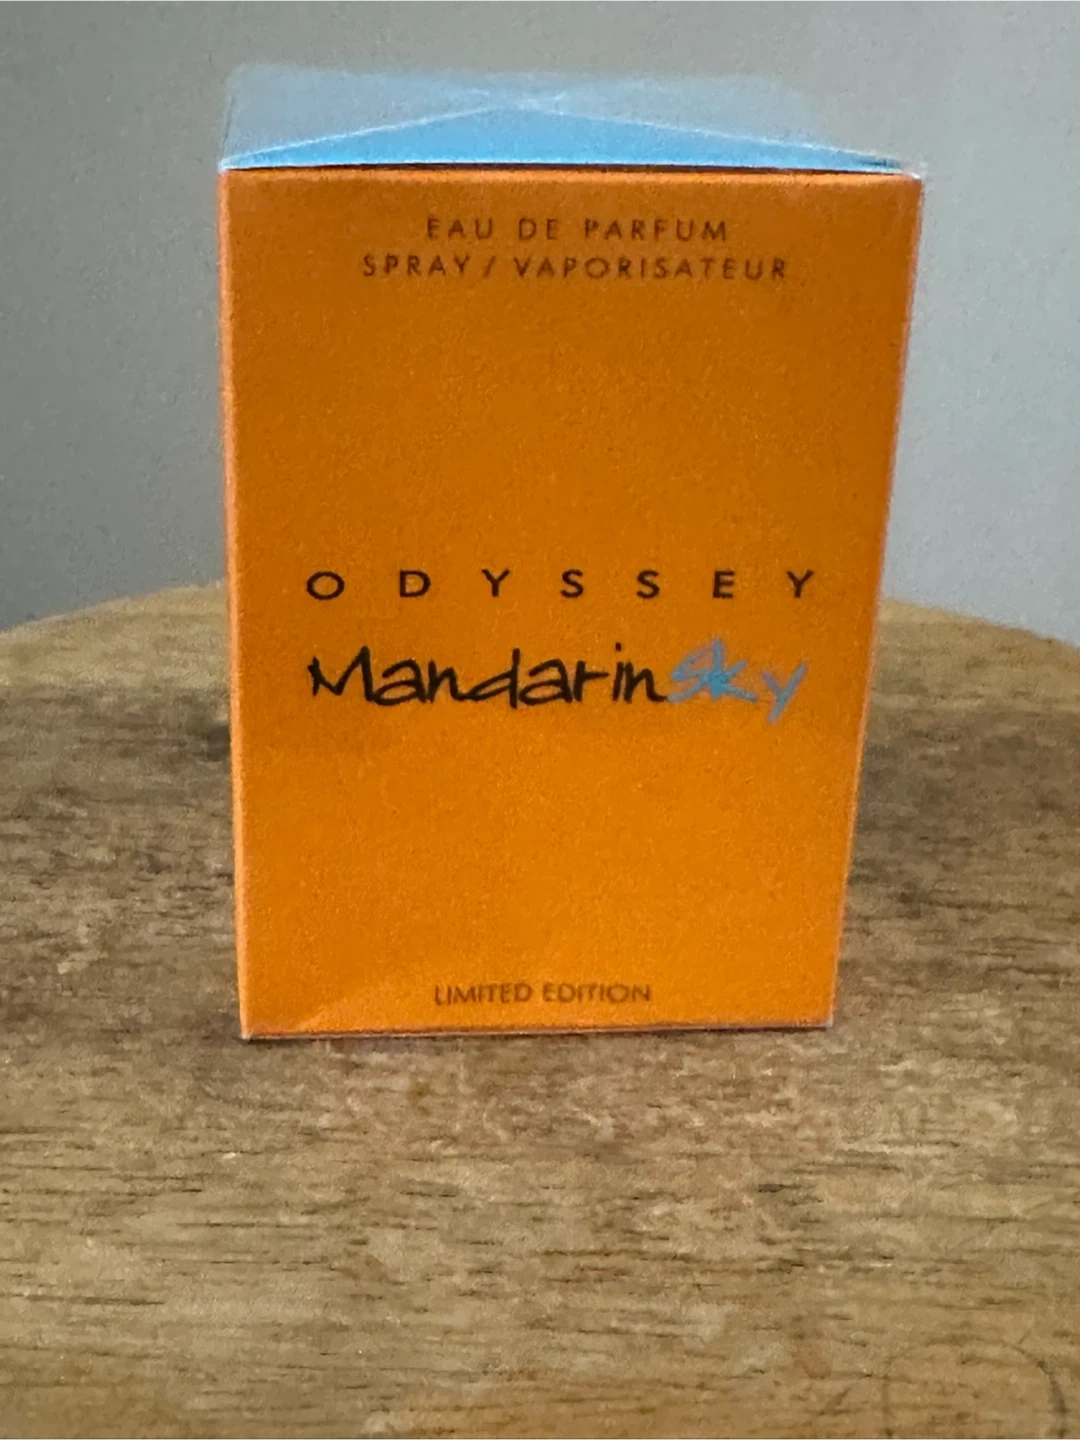 EAU DE PARFUM
SPRAY / VAPORISATEUR
ODYSSEY
MandarinSky
LIMITED EDITION